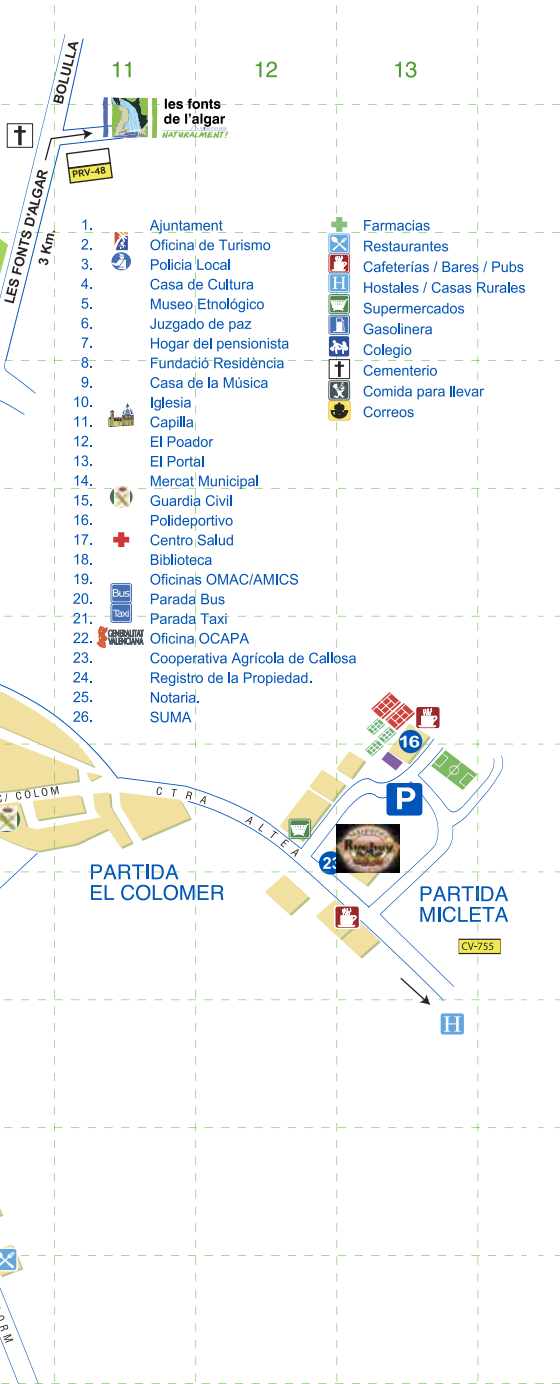 11
12
13
BOLULLA
les fonts
de l'algar
NATURALMENT!
PRV-48
LES FONTS D'ALGAR
3 Km.
1. Ajuntament
2. Oficina de Turismo
3. Policia Local
4. Casa de Cultura
5. Museo Etnológico
6. Juzgado de paz
7. Hogar del pensionista
8. Fundació Residència
9. Casa de la Música
10. Iglesia
11. Capilla
12. El Poador
13. El Portal
14. Mercat Municipal
15. Guardia Civil
16. Polideportivo
17. Centro Salud
18. Biblioteca
19. Oficinas OMAC/AMICS
20. Bus Parada Bus
21. Taxi Parada Taxi
22. GENERALITAT VALENCIANA Oficina OCAPA
23. Cooperativa Agrícola de Callosa
24. Registro de la Propiedad.
25. Notaria.
26. SUMA
Farmacias
Restaurantes
Cafeterías / Bares / Pubs
H Hostales / Casas Rurales
Supermercados
Gasolinera
Colegio
Cementerio
Comida para llevar
Correos
16
P
C/ COLOM
CTRA ALTEA
23
PARTIDA
EL COLOMER
PARTIDA
MICLETA
CV-755
H
ORM